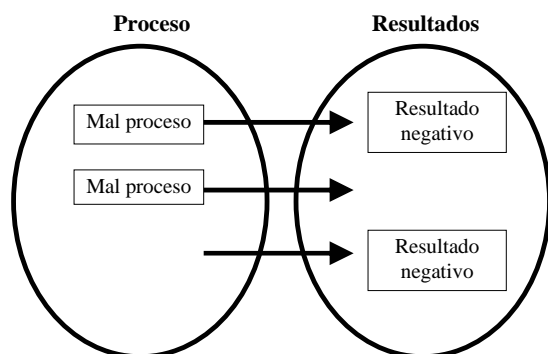 Proceso
Resultados
Mal proceso
Resultado
negativo
Mal proceso
Resultado
negativo